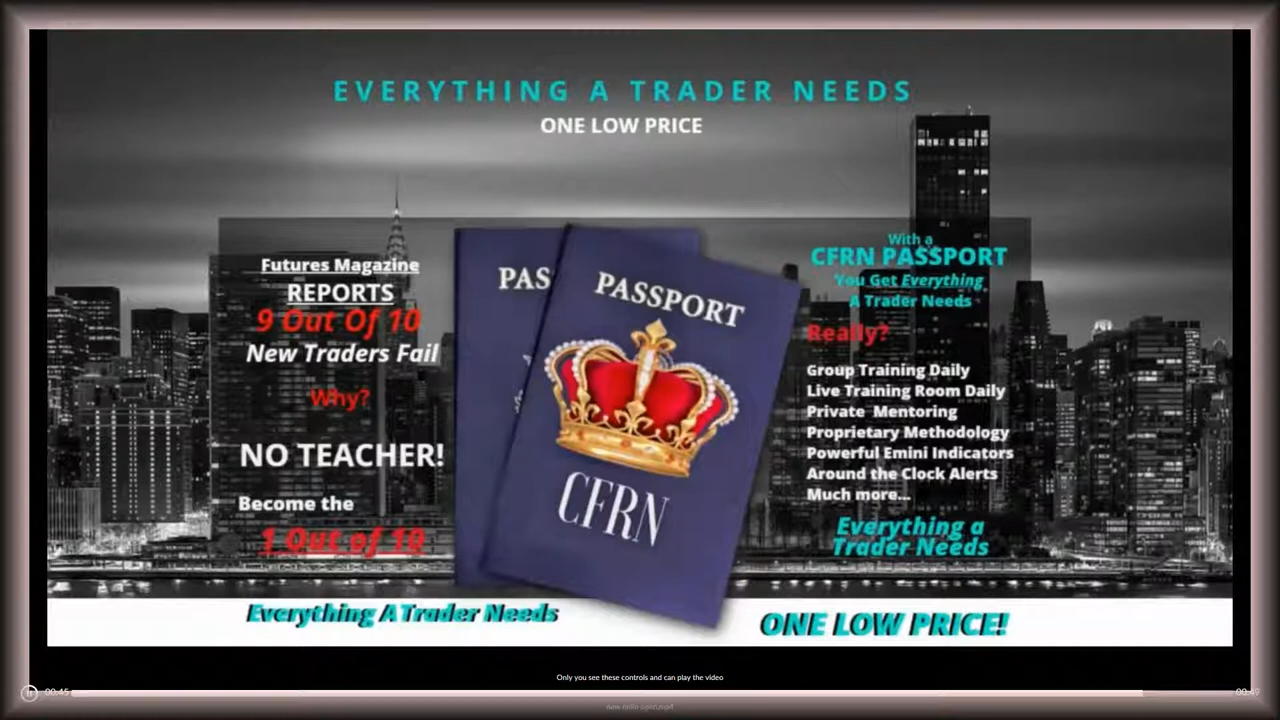 EVERYTHING A TRADER NEEDS
ONE LOW PRICE
Futures Magazine
REPORTS
9 Out Of 10
New Traders Fail
Why?
NO TEACHER!
Become the
1 Out of 10
PAS
PASSPORT
CFRN
With a
CFRN PASSPORT
You Get Everything
A Trader Needs
Really?
Group Training Daily
Live Training Room Daily
Private Mentoring
Proprietary Methodology
Powerful Emini Indicators
Around the Clock Alerts
Much more...
Everything a
Trader Needs
Everything A Trader Needs
ONE LOW PRICE!
Only you see these controls and can play the video
00:45
00:49